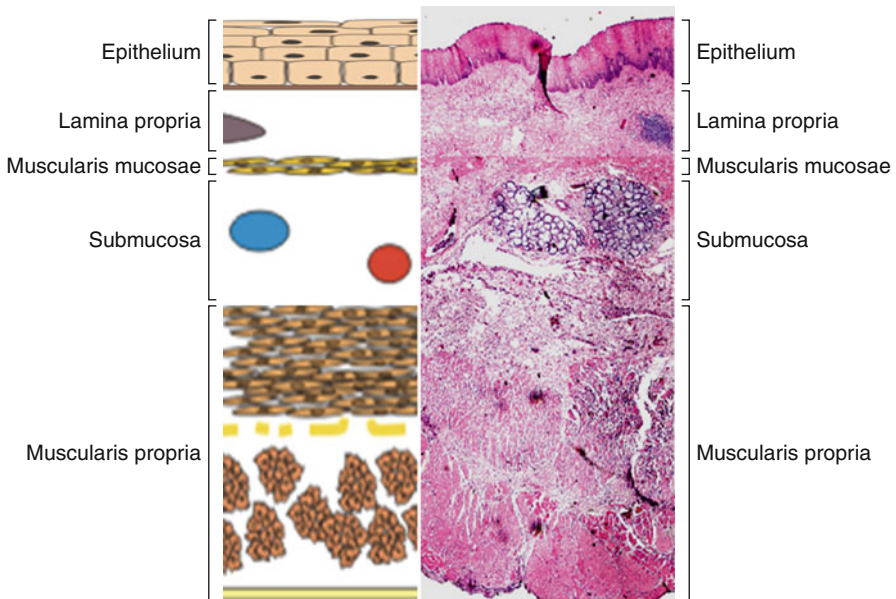 Epithelium
Lamina propria
Muscularis mucosae
Submucosa
Muscularis propria
Epithelium
Lamina propria
Muscularis mucosae
Submucosa
Muscularis propria